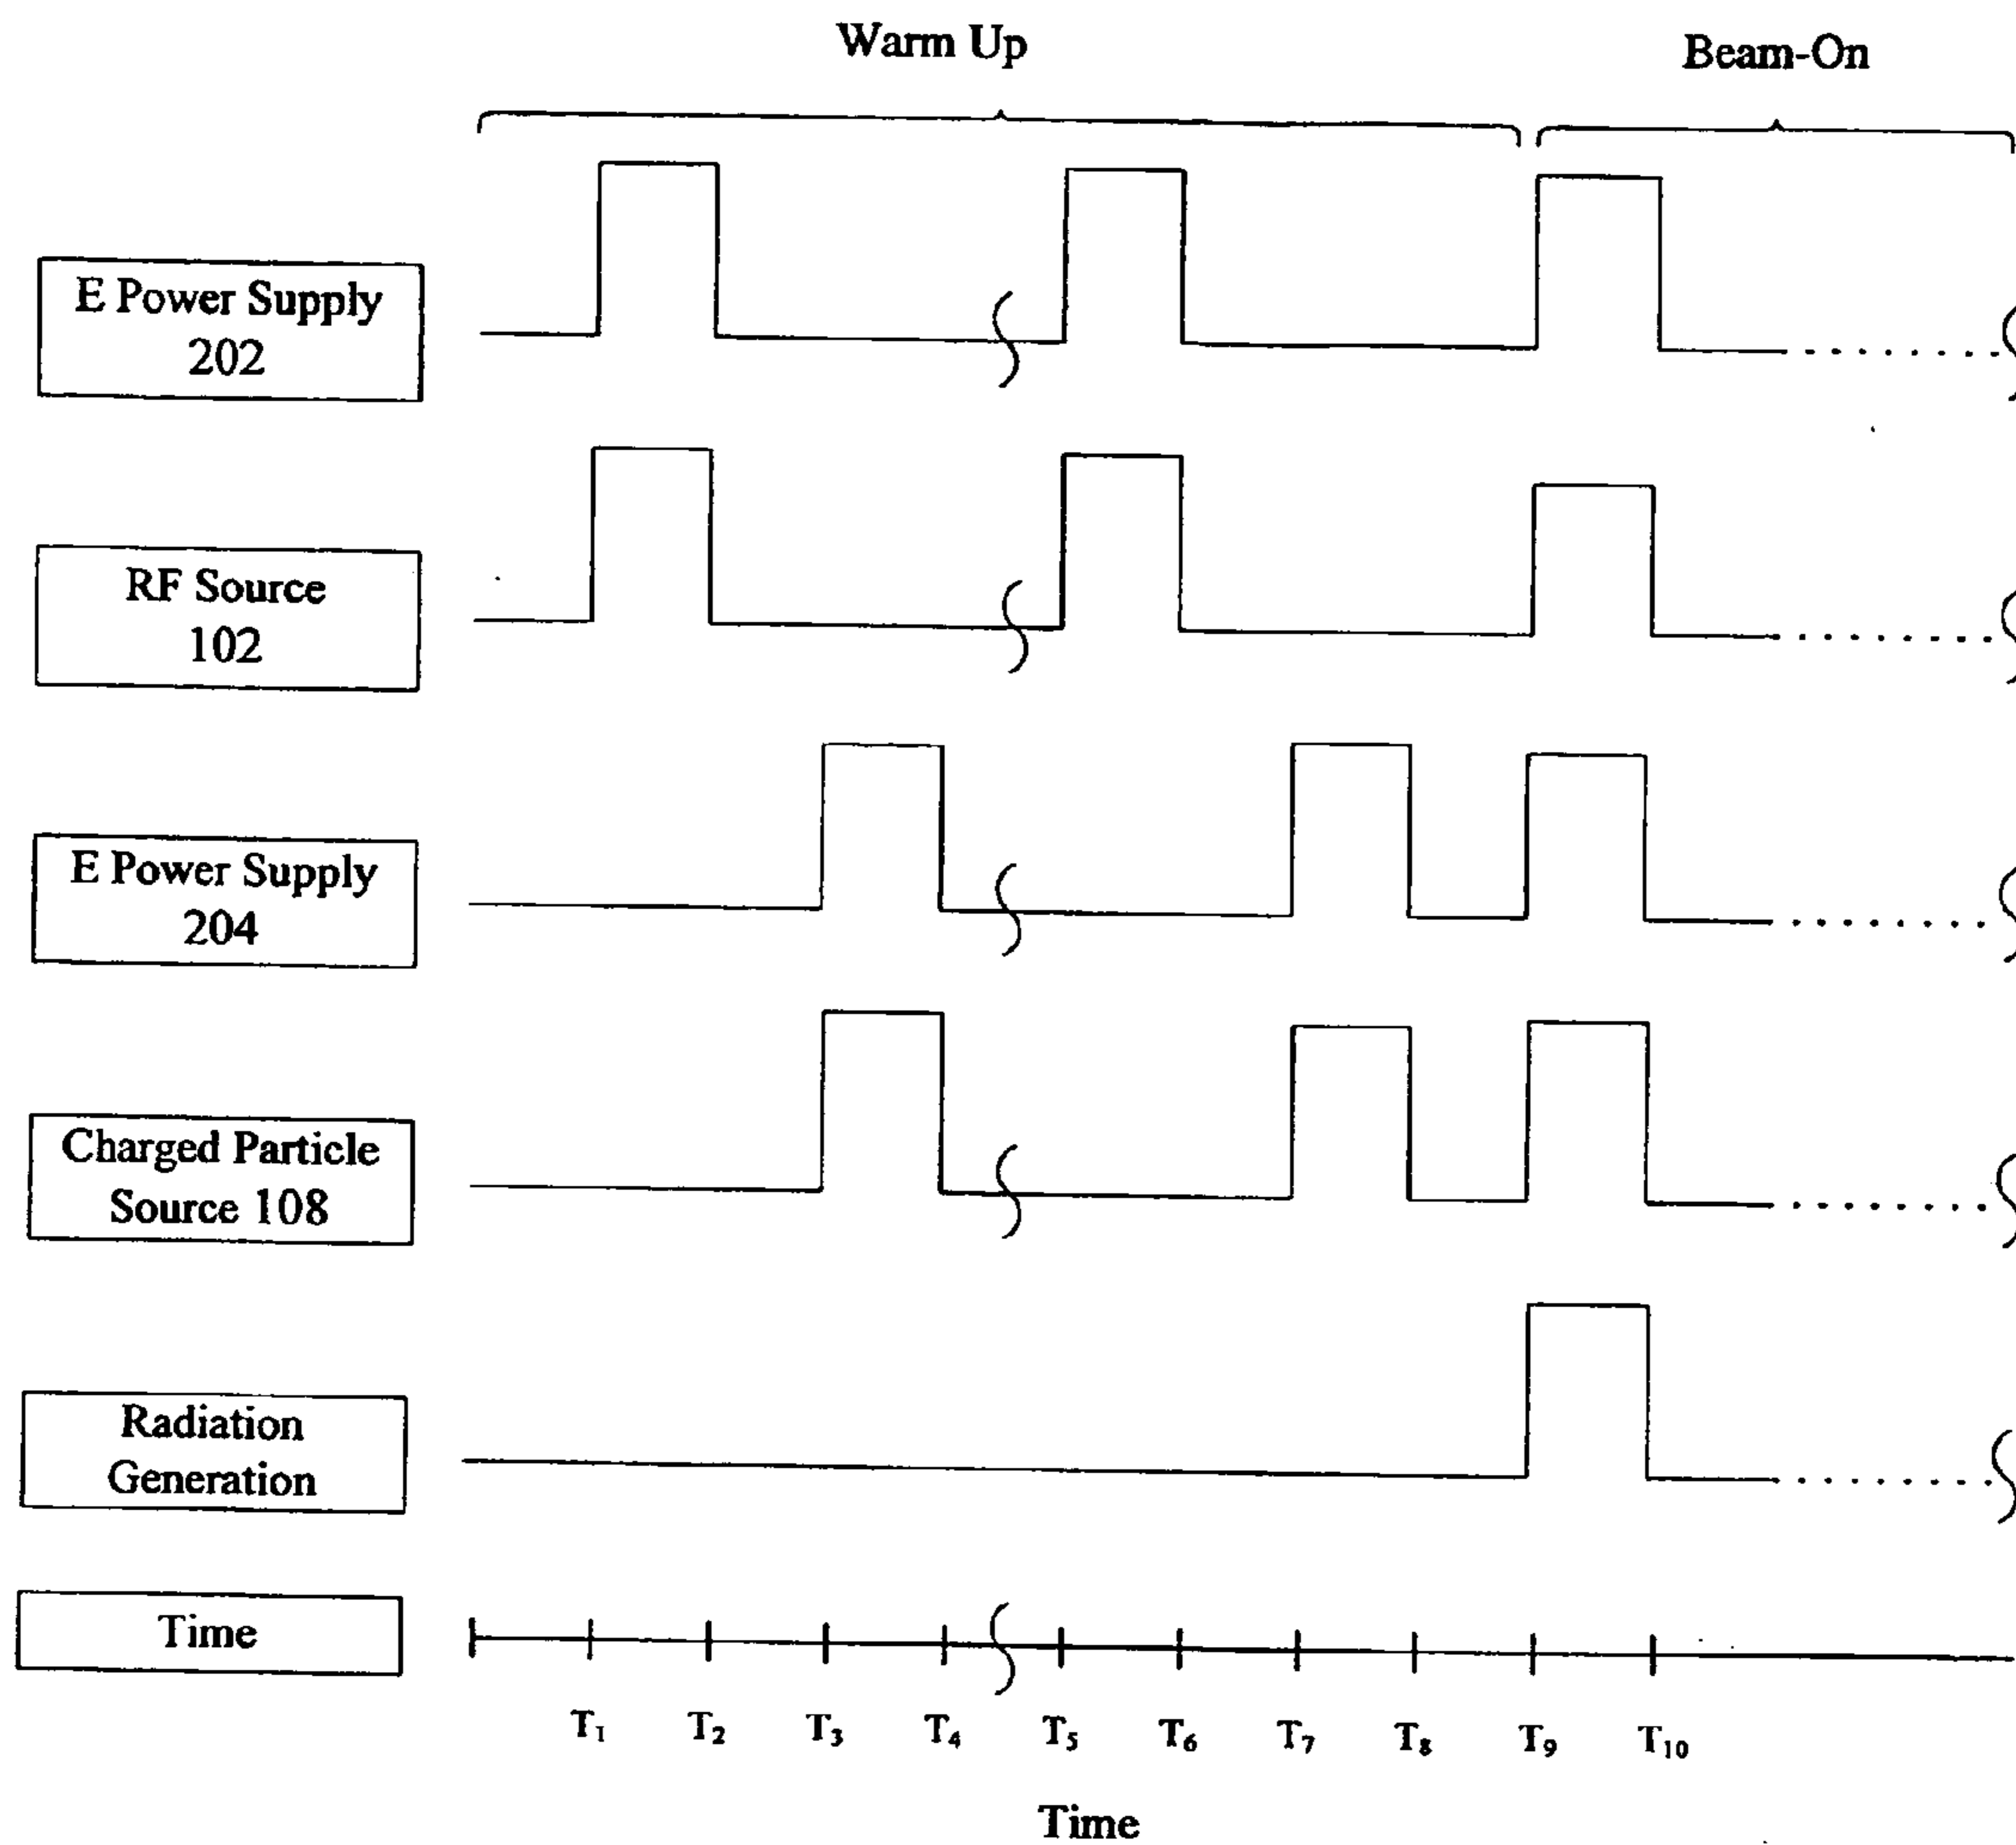 Warm Up
Beam-On
E Power Supply
202
RF Source
102
E Power Supply
204
Charged Particle
Source 108
Radiation
Generation
Time
T₁ T₂ T₃ T₄ T₅ T₆ T₇ T₈ T₉ T₁₀
Time